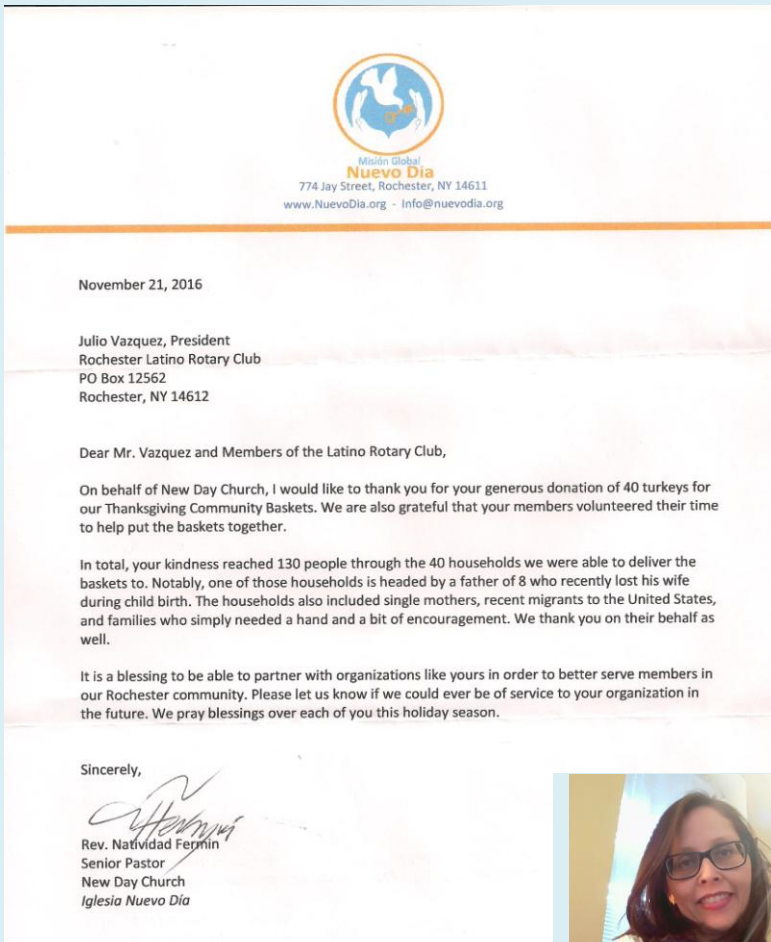 Misión Global
Nuevo Día
774 Jay Street, Rochester, NY 14611
www.NuevoDia.org - Info@nuevodia.org
November 21, 2016
Julio Vazquez, President
Rochester Latino Rotary Club
PO Box 12562
Rochester, NY 14612
Dear Mr. Vazquez and Members of the Latino Rotary Club,
On behalf of New Day Church, I would like to thank you for your generous donation of 40 turkeys for
our Thanksgiving Community Baskets. We are also grateful that your members volunteered their time
to help put the baskets together.
In total, your kindness reached 130 people through the 40 households we were able to deliver the
baskets to. Notably, one of those households is headed by a father of 8 who recently lost his wife
during child birth. The households also included single mothers, recent migrants to the United States,
and families who simply needed a hand and a bit of encouragement. We thank you on their behalf as
well.
It is a blessing to be able to partner with organizations like yours in order to better serve members in
our Rochester community. Please let us know if we could ever be of service to your organization in
the future. We pray blessings over each of you this holiday season.
Sincerely,
Rev. Natividad Fermin
Senior Pastor
New Day Church
Iglesia Nuevo Día